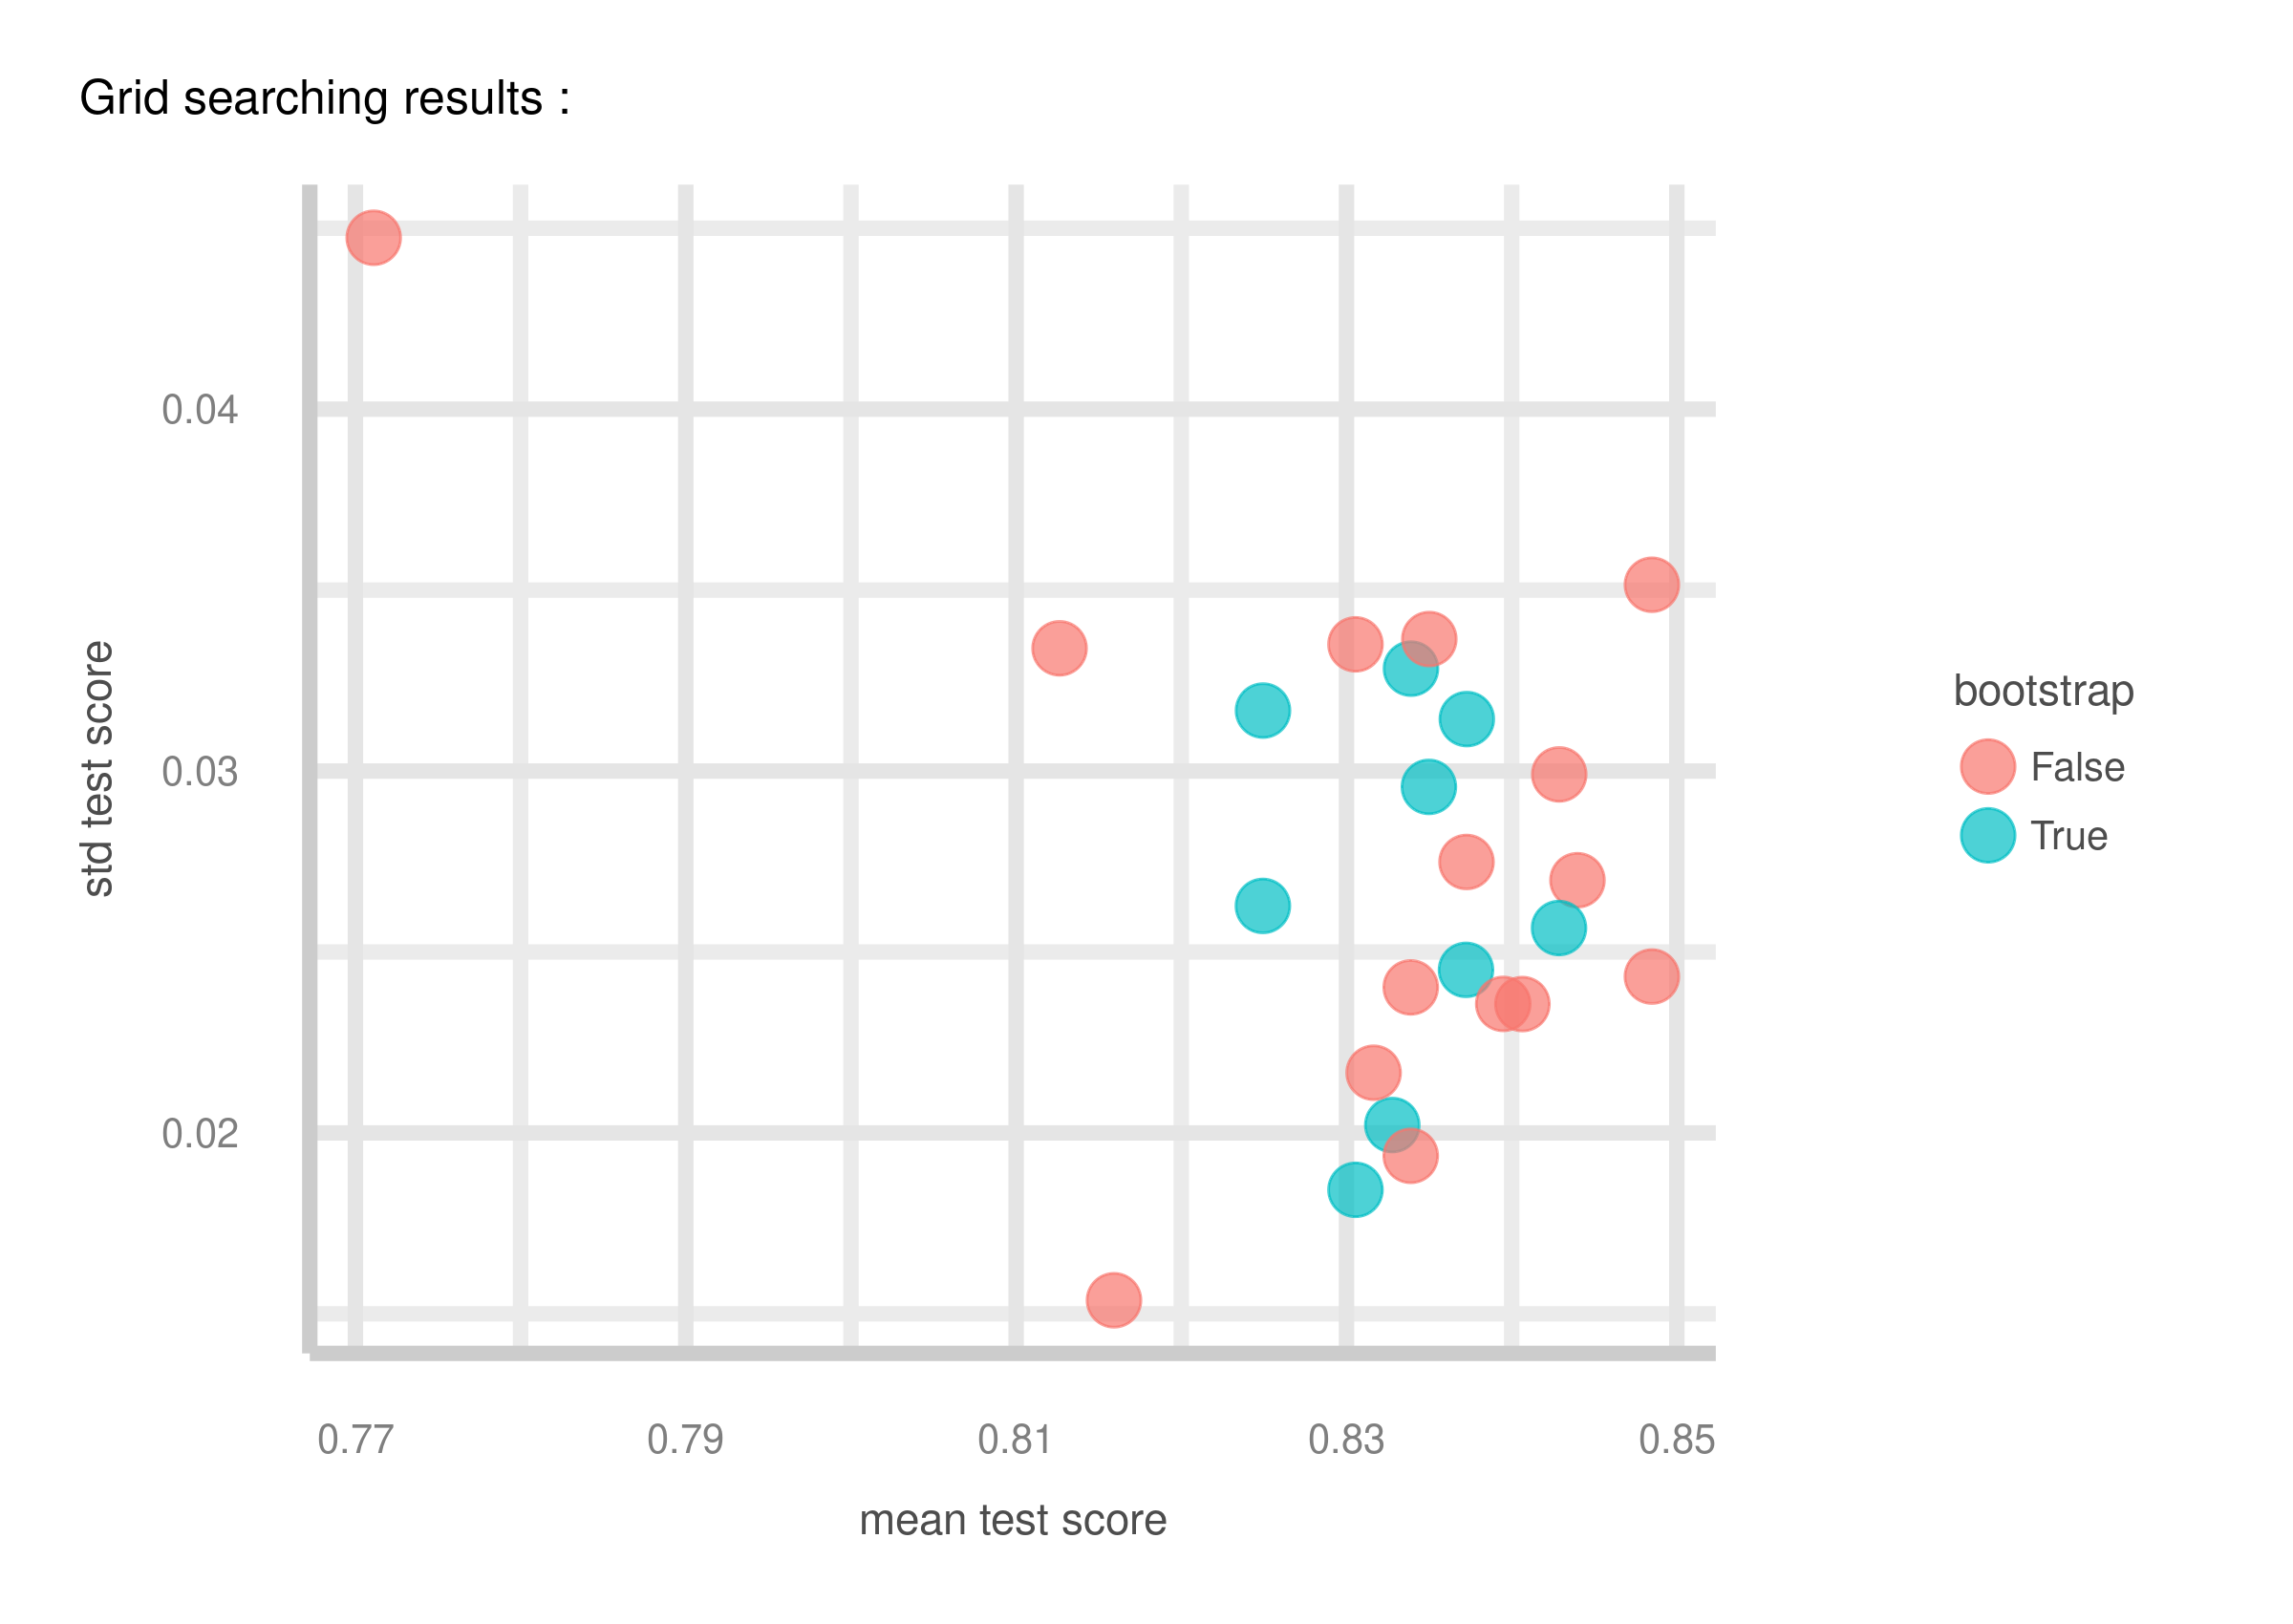 Grid searching results :
0.04
0.03
0.02
std test score
0.77 0.79 0.81 0.83 0.85
mean test score
bootstrap
False
True